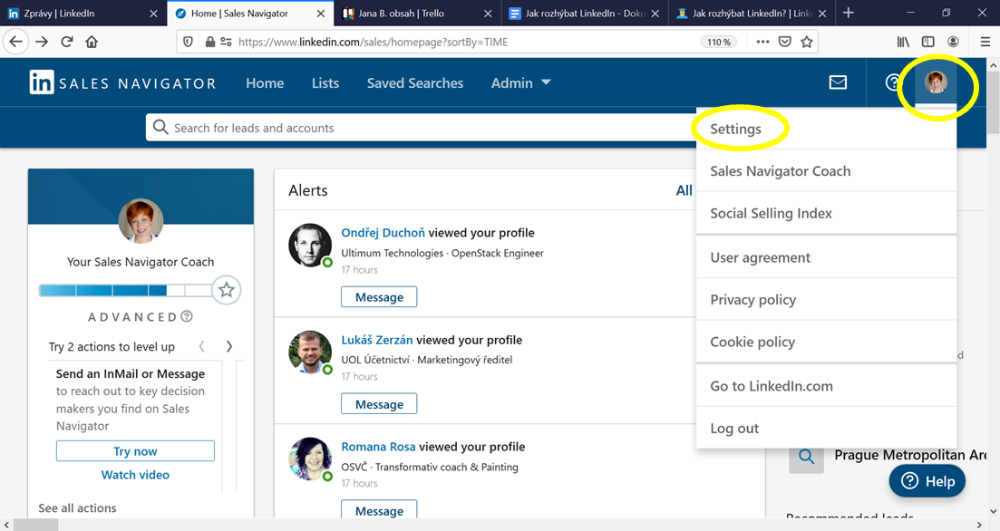 Zprávy | LinkedIn
Home | Sales Navigator
Jana B. obsah | Trello
Jak rozhýbat LinkedIn - Doku
Jak rozhýbat LinkedIn? | Linke
https://www.linkedin.com/sales/homepage?sortBy=TIME
110 %
in SALES NAVIGATOR
Home
Lists
Saved Searches
Admin
Search for leads and accounts
Settings
Sales Navigator Coach
Social Selling Index
User agreement
Privacy policy
Cookie policy
Go to LinkedIn.com
Log out
Your Sales Navigator Coach
ADVANCED
Try 2 actions to level up
Send an InMail or Message
to reach out to key decision
makers you find on Sales
Navigator
Try now
Watch video
See all actions
Alerts
All
Ondřej Duchoň viewed your profile
Ultimum Technologies · OpenStack Engineer
17 hours
Message
Lukáš Zerzán viewed your profile
UOL Účetnictví · Marketingový ředitel
17 hours
Message
Romana Rosa viewed your profile
OSVČ · Transformativ coach & Painting
17 hours
Message
d
Prague Metropolitan Are
Help
Recommended leads